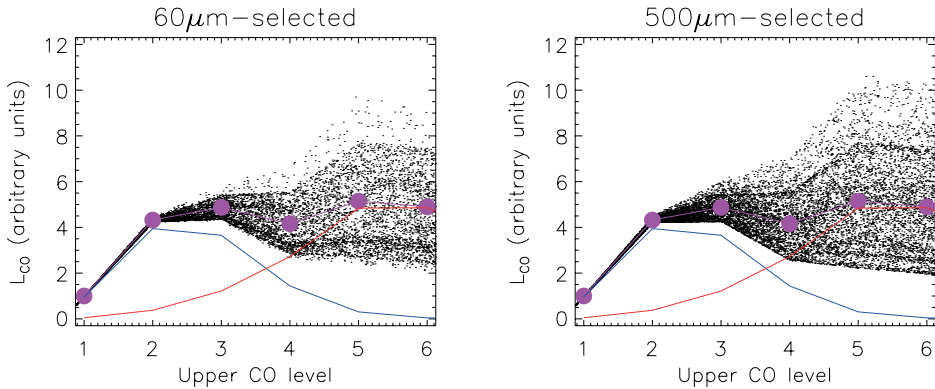 60μm−selected
12
10
8
6
4
2
0
L_CO (arbitrary units)
1 2 3 4 5 6
Upper CO level
500μm−selected
12
10
8
6
4
2
0
L_CO (arbitrary units)
1 2 3 4 5 6
Upper CO level